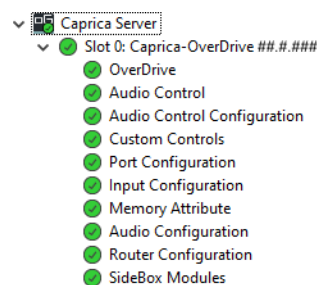 Caprica Server
Slot 0: Caprica-OverDrive ##.#.###
OverDrive
Audio Control
Audio Control Configuration
Custom Controls
Port Configuration
Input Configuration
Memory Attribute
Audio Configuration
Router Configuration
SideBox Modules